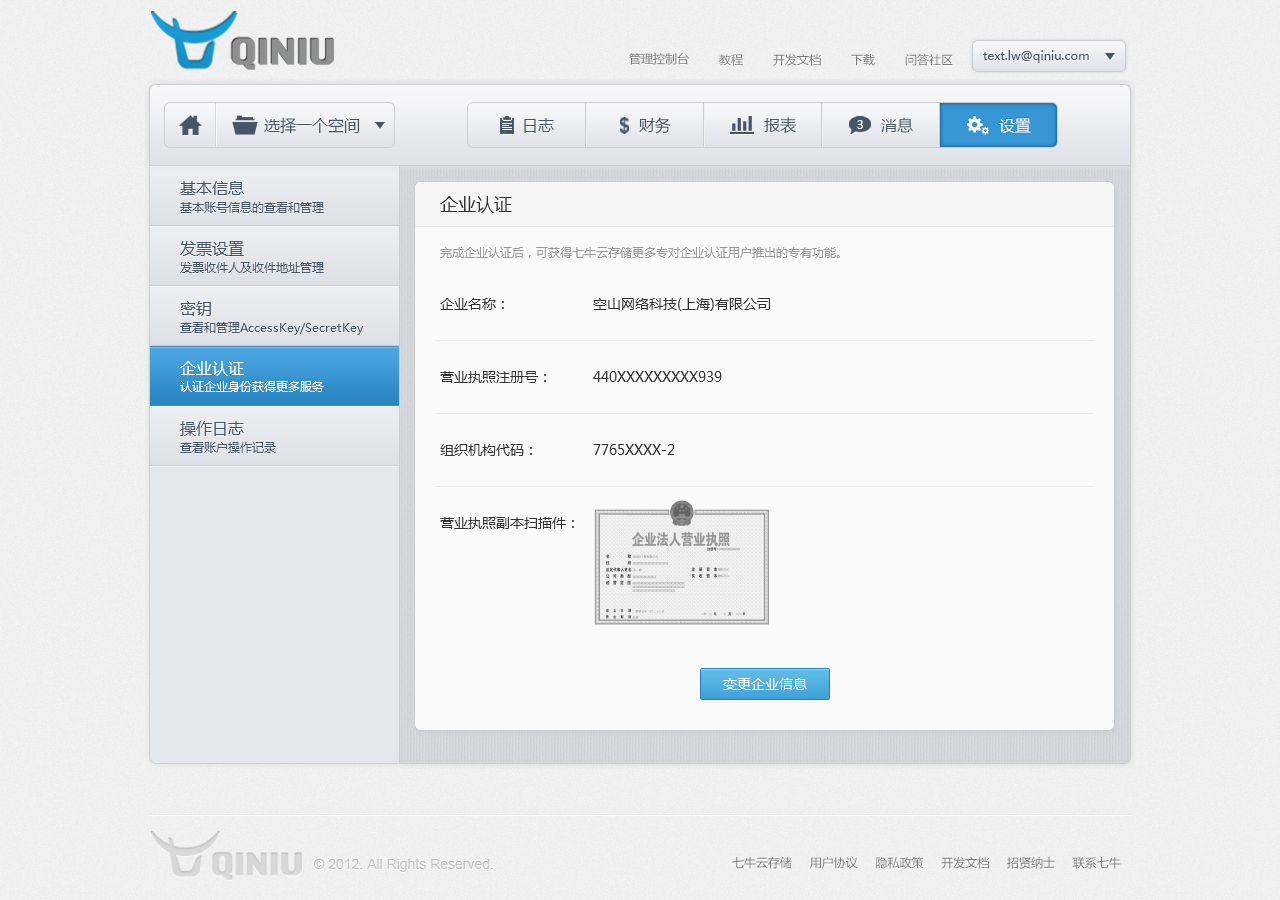 QINIU
管理控制台 教程 开发文档 下载 问答社区 text.lw@qiniu.com
选择一个空间 日志 $ 财务 报表 3 消息 设置
基本信息
基本账号信息的查看和管理
发票设置
发票收件人及收件地址管理
密钥
查看和管理AccessKey/SecretKey
企业认证
认证企业身份获得更多服务
操作日志
查看账户操作记录
企业认证
完成企业认证后，可获得七牛云存储更多专对企业认证用户推出的专有功能。
企业名称： 空山网络科技(上海)有限公司
营业执照注册号： 440XXXXXXXXX939
组织机构代码： 7765XXXX-2
营业执照副本扫描件：
企业法人营业执照
变更企业信息
QINIU © 2012. All Rights Reserved.
七牛云存储 用户协议 隐私政策 开发文档 招贤纳士 联系七牛